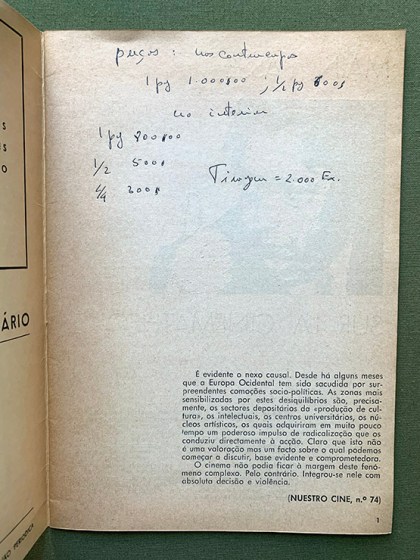 preços: nos contracapa
1 pg 1.000$00; 1/2 pg 600$
no interior
1 pg 800$00
1/2 500$
1/4 300$
Tiragem = 2.000 Ex.
S
S
O
ÁRIO
É evidente o nexo causal. Desde há alguns meses
que a Europa Ocidental tem sido sacudida por sur-
preendentes comoções socio-políticas. As zonas mais
sensibilizadas por estes desiquilíbrios são, precisa-
mente, os sectores depositários da «produção de cul-
tura», os intelectuais, os centros universitários, os nú-
cleos artísticos, os quais adquiriram em muito pouco
tempo um poderoso impulso de radicalização que os
conduziu directamente à acção. Claro que isto não
é uma valoração mas um facto sobre o qual podemos
começar a discutir, base evidente e comprometedora.
O cinema não podia ficar à margem deste fenó-
meno complexo. Pelo contrário. Integrou-se nele com
absoluta decisão e violência.
(NUESTRO CINE, n.º 74)
1